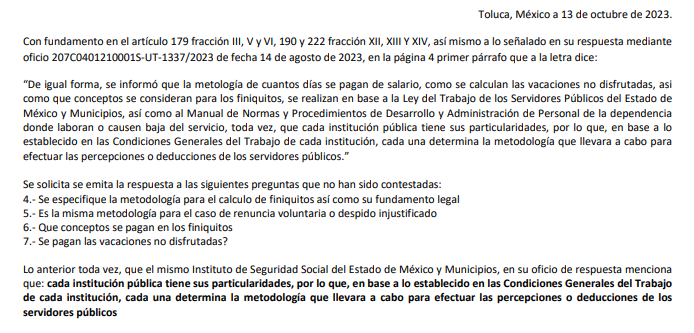 Toluca, México a 13 de octubre de 2023.
Con fundamento en el artículo 179 fracción III, V y VI, 190 y 222 fracción XII, XIII Y XIV, así mismo a lo señalado en su respuesta mediante
oficio 207C0401210001S-UT-1337/2023 de fecha 14 de agosto de 2023, en la página 4 primer párrafo que a la letra dice:
“De igual forma, se informó que la metología de cuantos días se pagan de salario, como se calculan las vacaciones no disfrutadas, asi
como que conceptos se consideran para los finiquitos, se realizan en base a la Ley del Trabajo de los Servidores Públicos del Estado de
México y Municipios, así como al Manual de Normas y Procedimientos de Desarrollo y Administración de Personal de la dependencia
donde laboran o causen baja del servicio, toda vez, que cada institución pública tiene sus particularidades, por lo que, en base a lo
establecido en las Condiciones Generales del Trabajo de cada institución, cada una determina la metodología que llevara a cabo para
efectuar las percepciones o deducciones de los servidores públicos.”
Se solicita se emita la respuesta a las siguientes preguntas que no han sido contestadas:
4.- Se especifique la metodología para el calculo de finiquitos así como su fundamento legal
5.- Es la misma metodología para el caso de renuncia voluntaria o despido injustificado
6.- Que conceptos se pagan en los finiquitos
7.- Se pagan las vacaciones no disfrutadas?
Lo anterior toda vez, que el mismo Instituto de Seguridad Social del Estado de México y Municipios, en su oficio de respuesta menciona
que: cada institución pública tiene sus particularidades, por lo que, en base a lo establecido en las Condiciones Generales del Trabajo
de cada institución, cada una determina la metodología que llevara a cabo para efectuar las percepciones o deducciones de los
servidores públicos